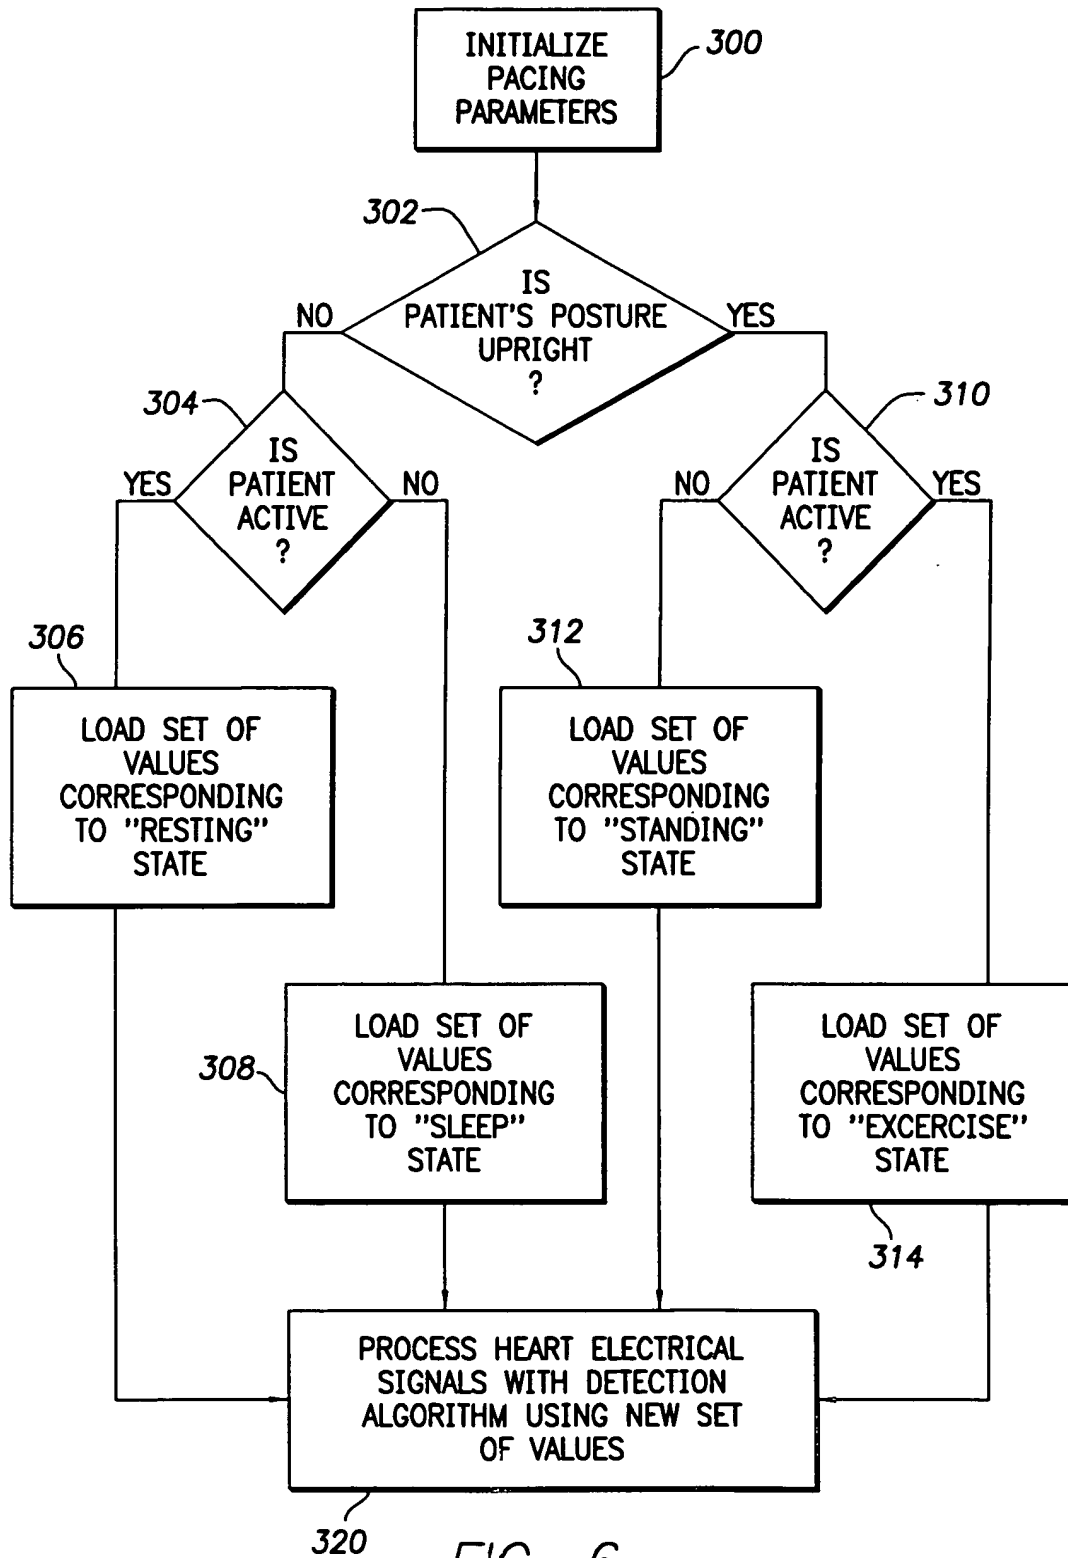 INITIALIZE
PACING
PARAMETERS
300
302
IS
PATIENT'S POSTURE
UPRIGHT
?
NO
YES
304
IS
PATIENT
ACTIVE
?
YES
NO
310
IS
PATIENT
ACTIVE
?
NO
YES
306
LOAD SET OF
VALUES
CORRESPONDING
TO "RESTING"
STATE
312
LOAD SET OF
VALUES
CORRESPONDING
TO "STANDING"
STATE
308
LOAD SET OF
VALUES
CORRESPONDING
TO "SLEEP"
STATE
LOAD SET OF
VALUES
CORRESPONDING
TO "EXCERCISE"
STATE
314
PROCESS HEART ELECTRICAL
SIGNALS WITH DETECTION
ALGORITHM USING NEW SET
OF VALUES
320
FIG. 6